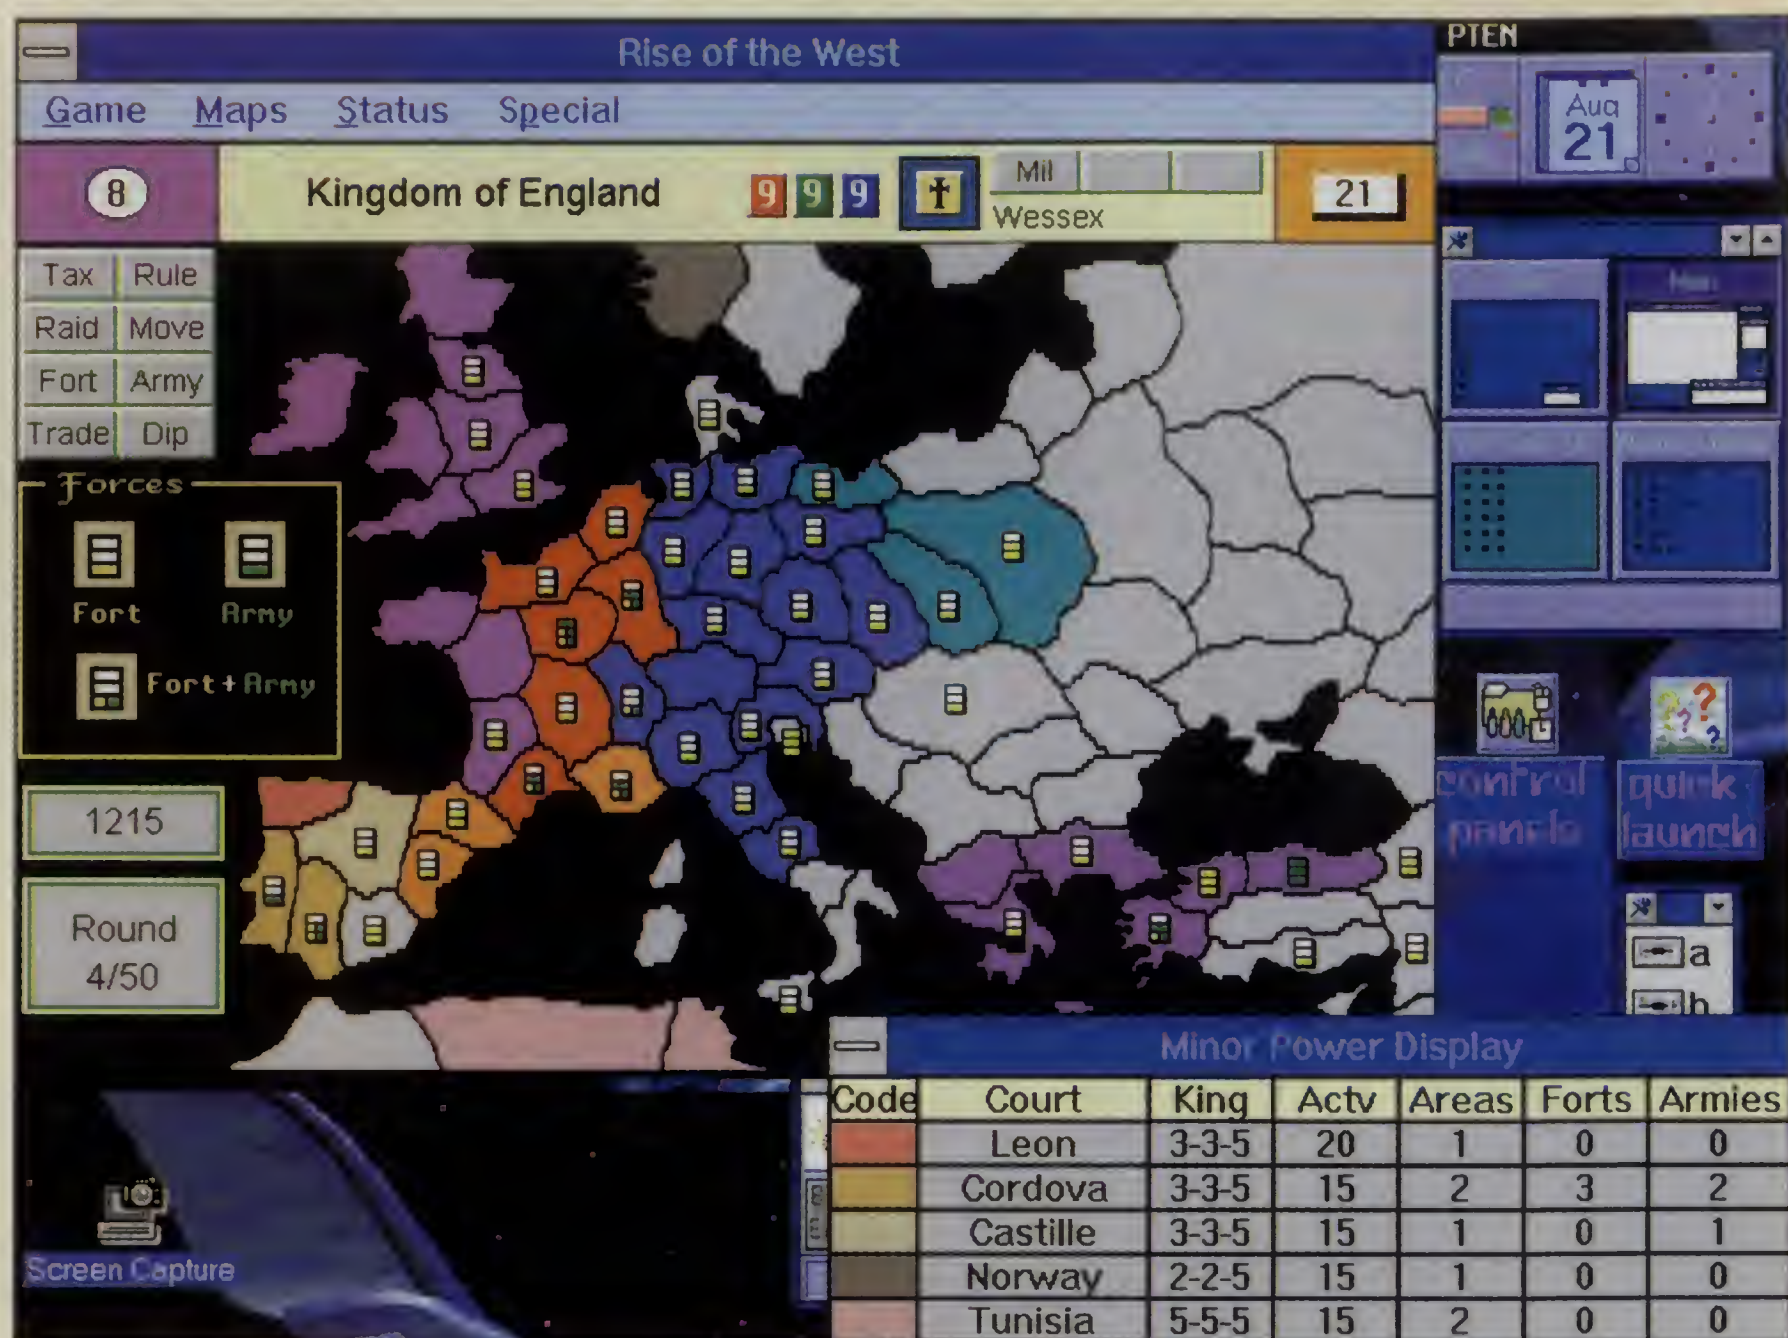 Rise of the West
PTEN
Game Maps Status Special
Aug
21
8
Kingdom of England
9 9 9
Mil
Wessex
21
Tax Rule
Raid Move
Fort Army
Trade Dip
Main
Forces
Fort Army
Fort+Army
1215
Round
4/50
control
panels
quick
launch
a
b
Minor Power Display
Code Court King Actv Areas Forts Armies
Leon 3-3-5 20 1 0 0
Cordova 3-3-5 15 2 3 2
Castille 3-3-5 15 1 0 1
Norway 2-2-5 15 1 0 0
Tunisia 5-5-5 15 2 0 0
Screen Capture